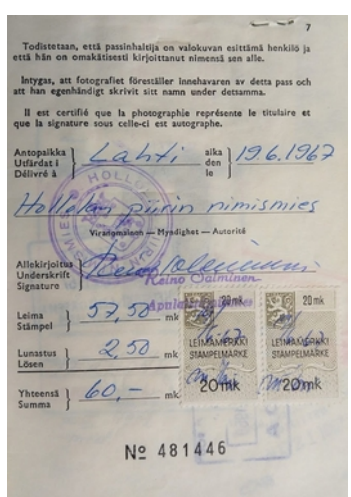 7
Todistetaan, että passinhaltija on valokuvan esittämä henkilö ja
että hän on omakätisesti kirjoittanut nimensä sen alle.
Intygas, att fotografiet föreställer innehavaren av detta pass och
att han egenhändigt skrivit sitt namn under detsamma.
Il est certifié que la photographie représente le titulaire et
que la signature sous celle-ci est autographe.
Antopaikka
Utfärdat i
Délivré à
Lahti
aika
den
le
19.6.1967
Hollolan piirin nimismies
Viranomainen — Myndighet — Autorité
Allekirjoitus
Underskrift
Signature
Reino Salminen
Leima
Stämpel
57,50 mk
Lunastus
Lösen
2,50 mk
Yhteensä
Summa
60,- mk
20 mk
LEIMAMERKKI
STÄMPELMÄRKE
20mk
20 mk
LEIMAMERKKI
STÄMPELMÄRKE
20mk
No 481446